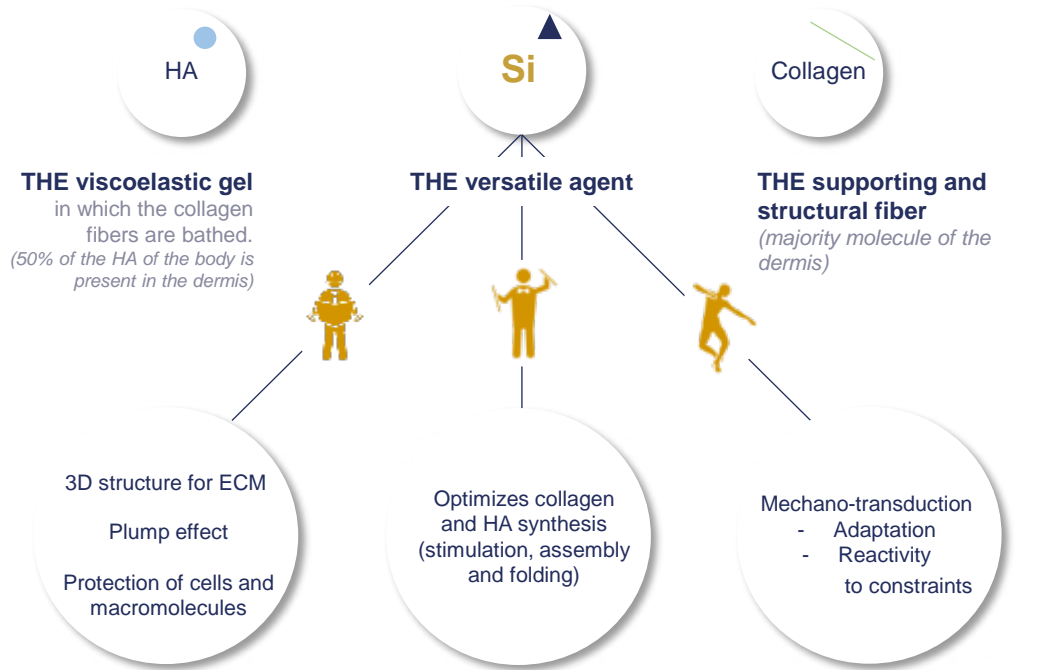 HA
Si
Collagen
THE viscoelastic gel
in which the collagen
fibers are bathed.
(50% of the HA of the body is
present in the dermis)
THE versatile agent
THE supporting and
structural fiber
(majority molecule of the
dermis)
3D structure for ECM
Plump effect
Protection of cells and
macromolecules
Optimizes collagen
and HA synthesis
(stimulation, assembly
and folding)
Mechano-transduction
- Adaptation
- Reactivity
to constraints